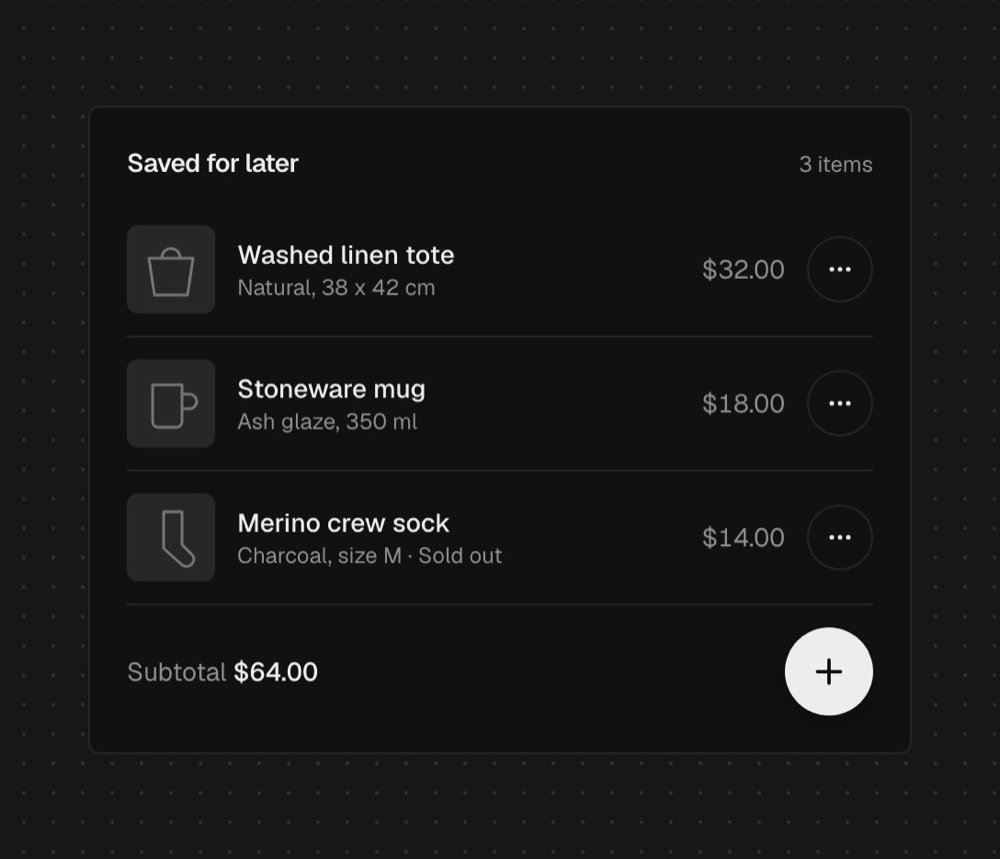 Saved for later
3 items
Washed linen tote
Natural, 38 x 42 cm
$32.00
Stoneware mug
Ash glaze, 350 ml
$18.00
Merino crew sock
Charcoal, size M · Sold out
$14.00
Subtotal $64.00